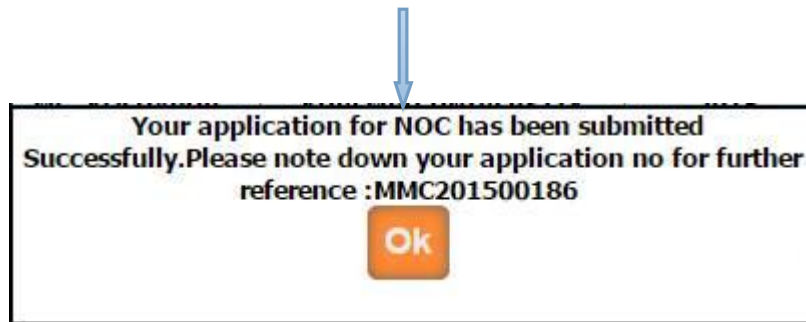 Your application for NOC has been submitted
Successfully.Please note down your application no for further
reference :MMC201500186
Ok